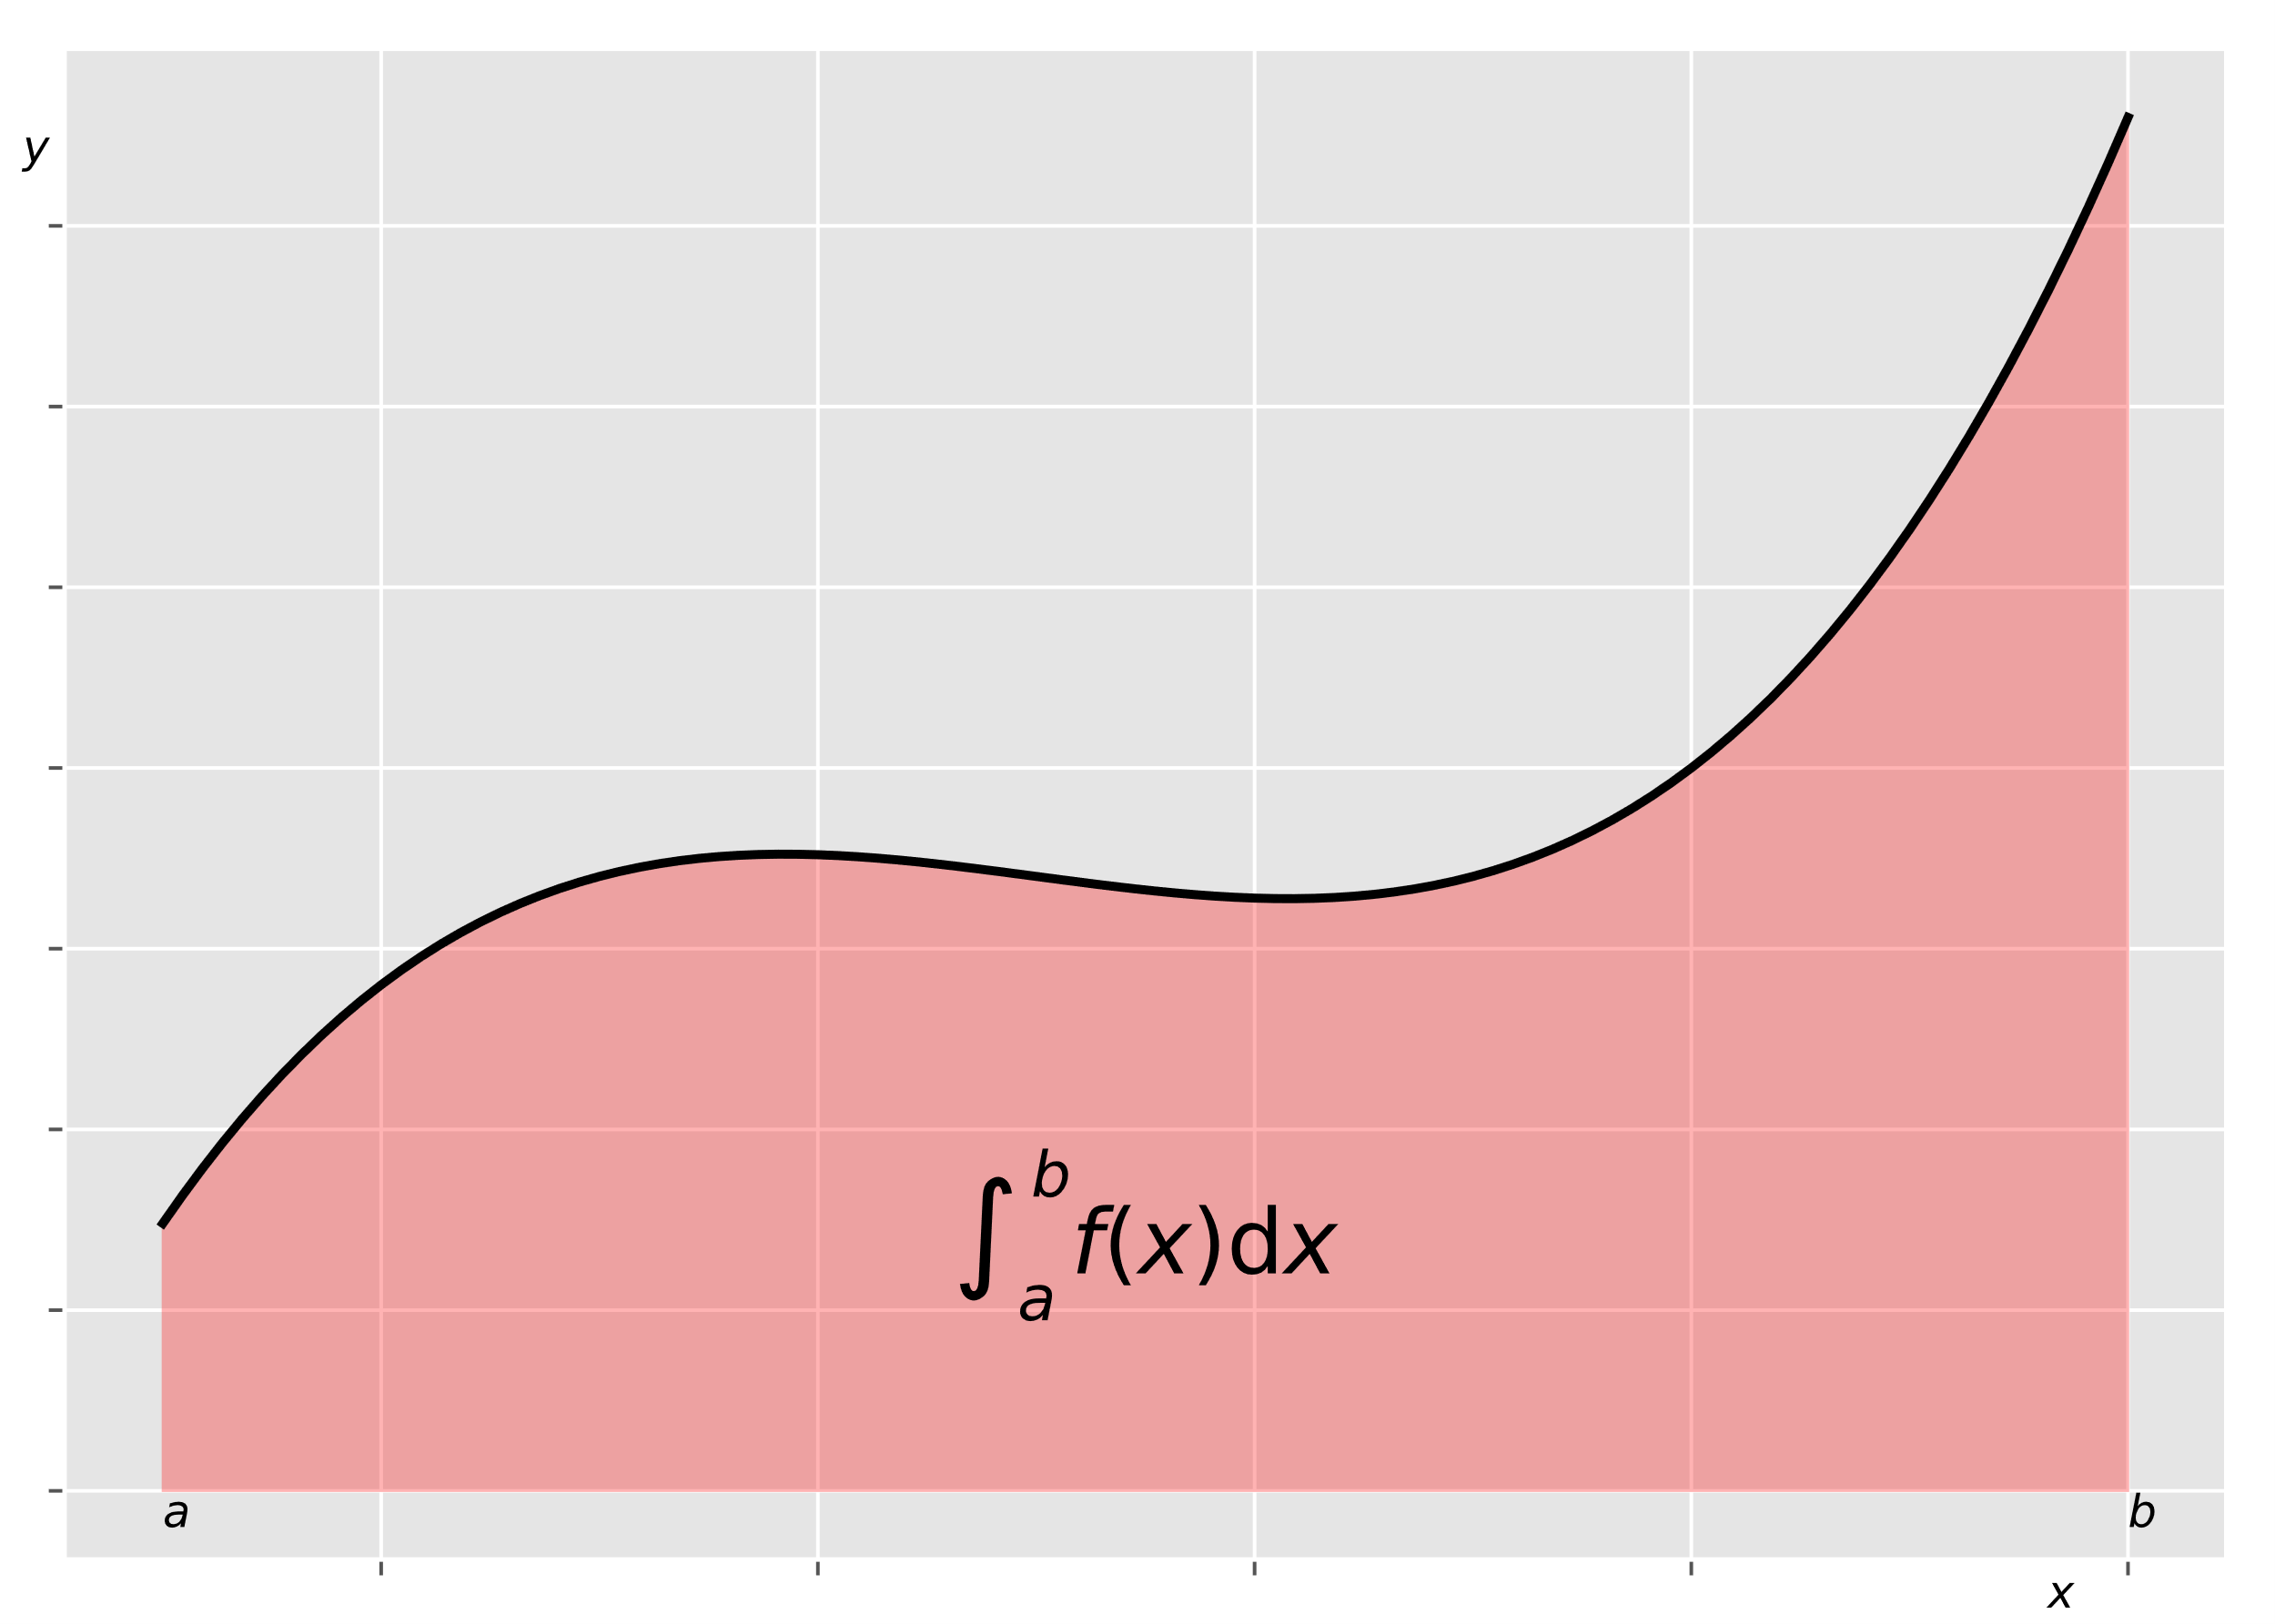 y
∫ₐᵇ f(x)dx
a
b
x